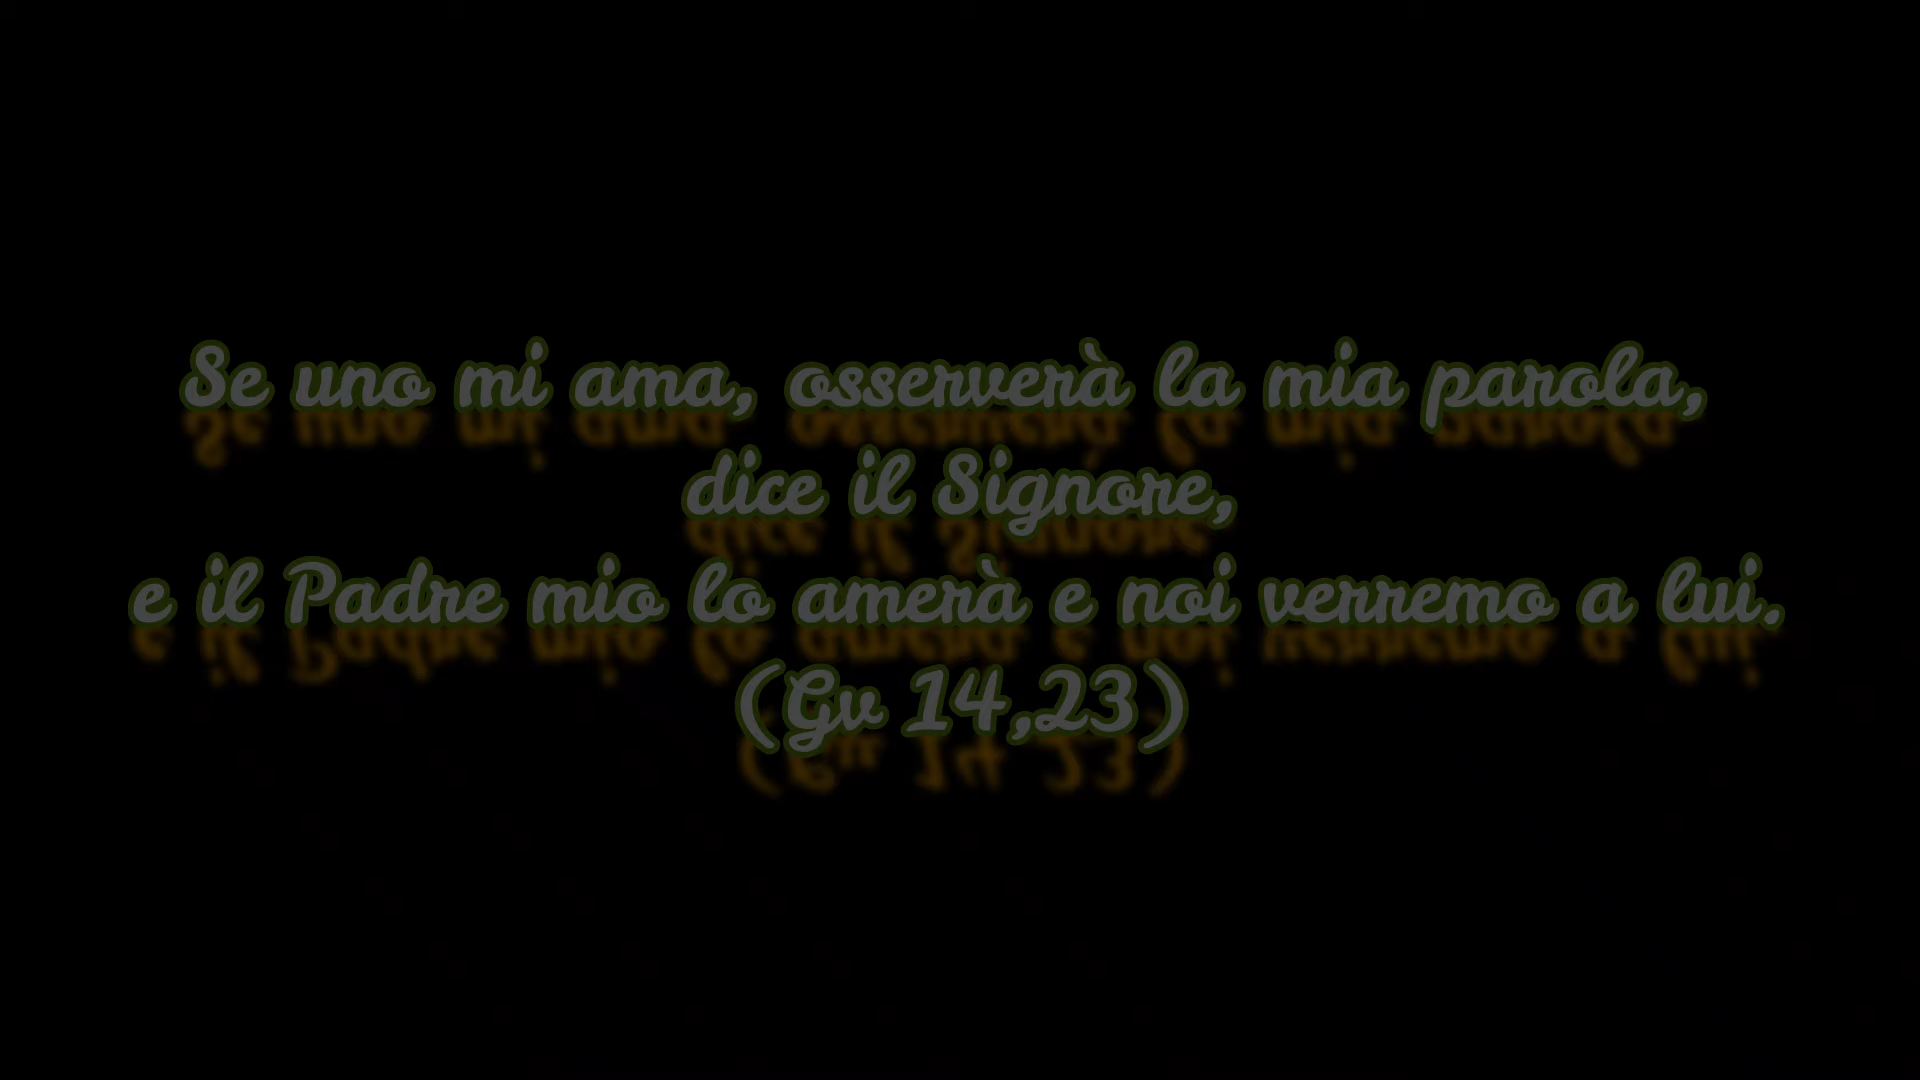 Se uno mi ama, osserverà la mia parola,
dice il Signore,
e il Padre mio lo amerà e noi verremo a lui.
(Gv 14,23)